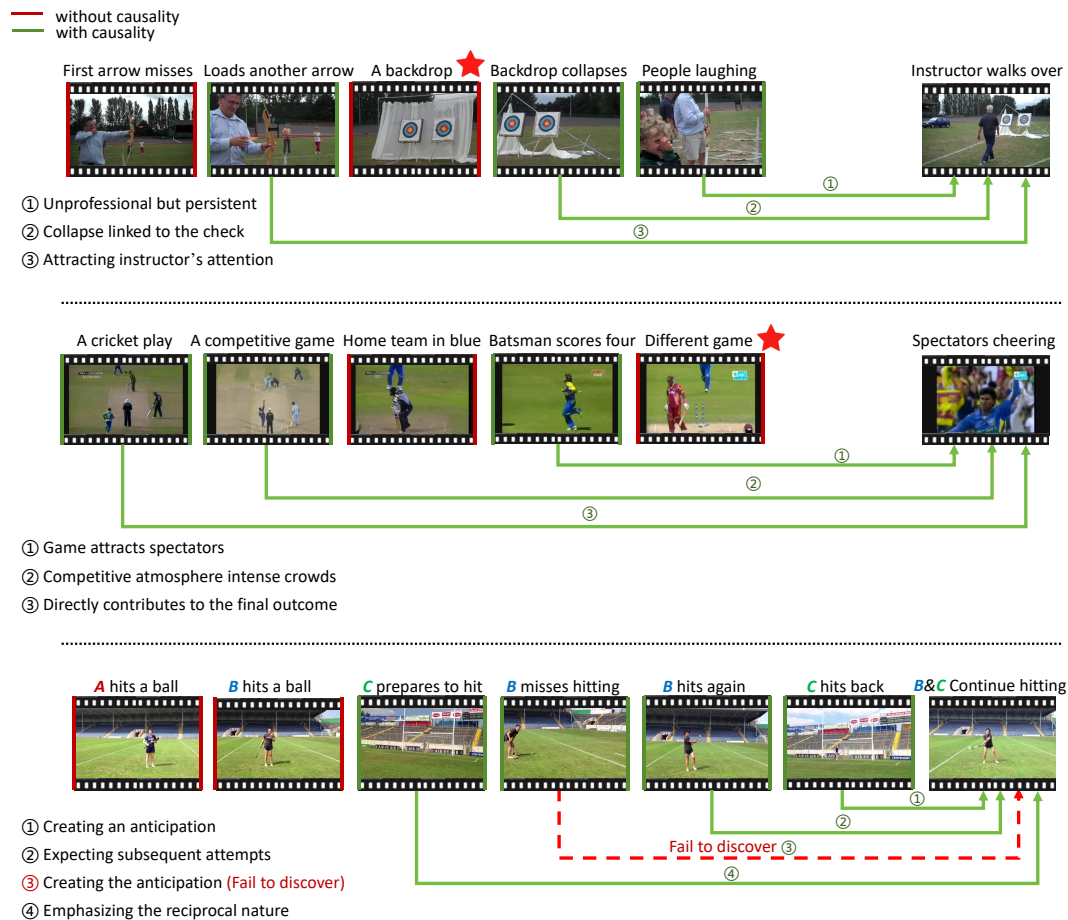 without causality
with causality
First arrow misses Loads another arrow A backdrop Backdrop collapses People laughing Instructor walks over
①
②
③
① Unprofessional but persistent
② Collapse linked to the check
③ Attracting instructor's attention
A cricket play A competitive game Home team in blue Batsman scores four Different game Spectators cheering
①
②
③
① Game attracts spectators
② Competitive atmosphere intense crowds
③ Directly contributes to the final outcome
A hits a ball B hits a ball C prepares to hit B misses hitting B hits again C hits back B&C Continue hitting
①
②
Fail to discover ③
④
① Creating an anticipation
② Expecting subsequent attempts
③ Creating the anticipation (Fail to discover)
④ Emphasizing the reciprocal nature